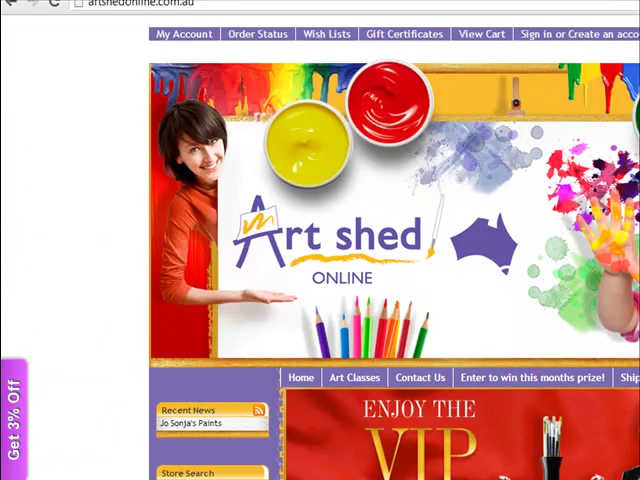 artshedonline.com.au
My Account Order Status Wish Lists Gift Certificates View Cart Sign in or Create an acco
Art shed
ONLINE
Home Art Classes Contact Us Enter to win this months prize! Ship
Get 3% Off
Recent News
Jo Sonja's Paints
Store Search
ENJOY THE
VIP